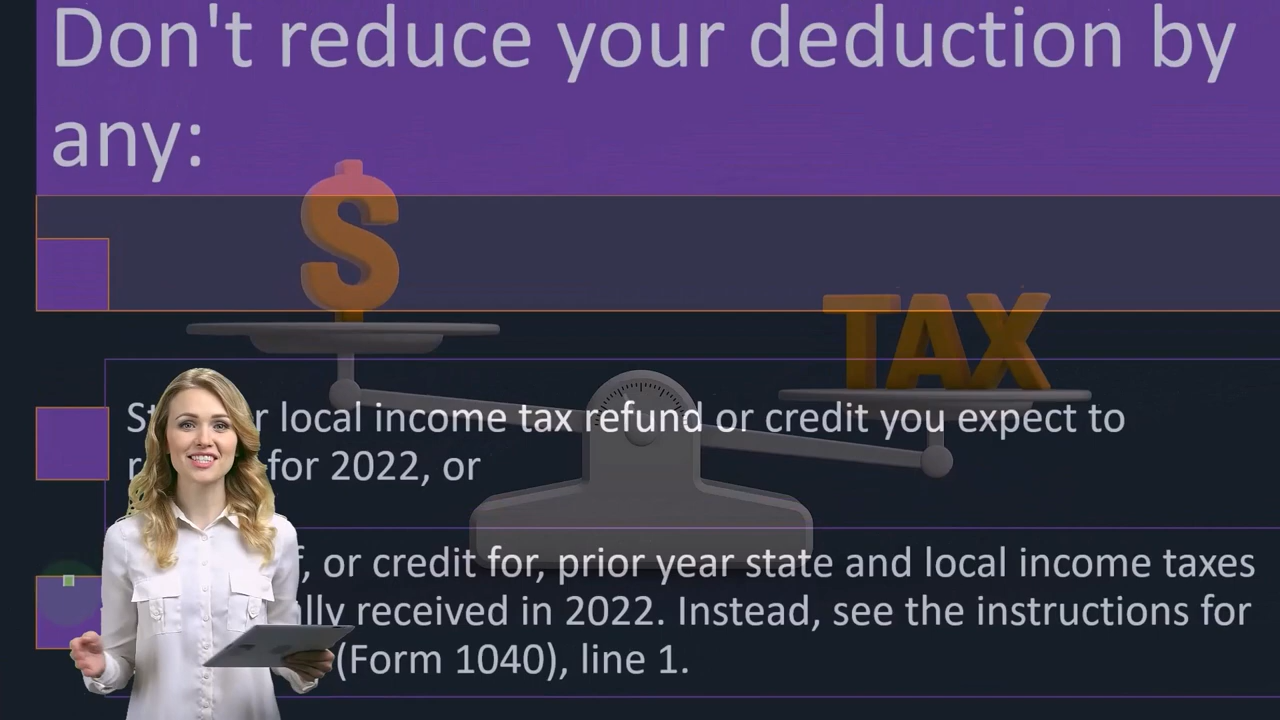 Don't reduce your deduction by
any:
TAX
local income tax refund or credit you expect to
for 2022, or
or credit for, prior year state and local income taxes
received in 2022. Instead, see the instructions for
(Form 1040), line 1.
$